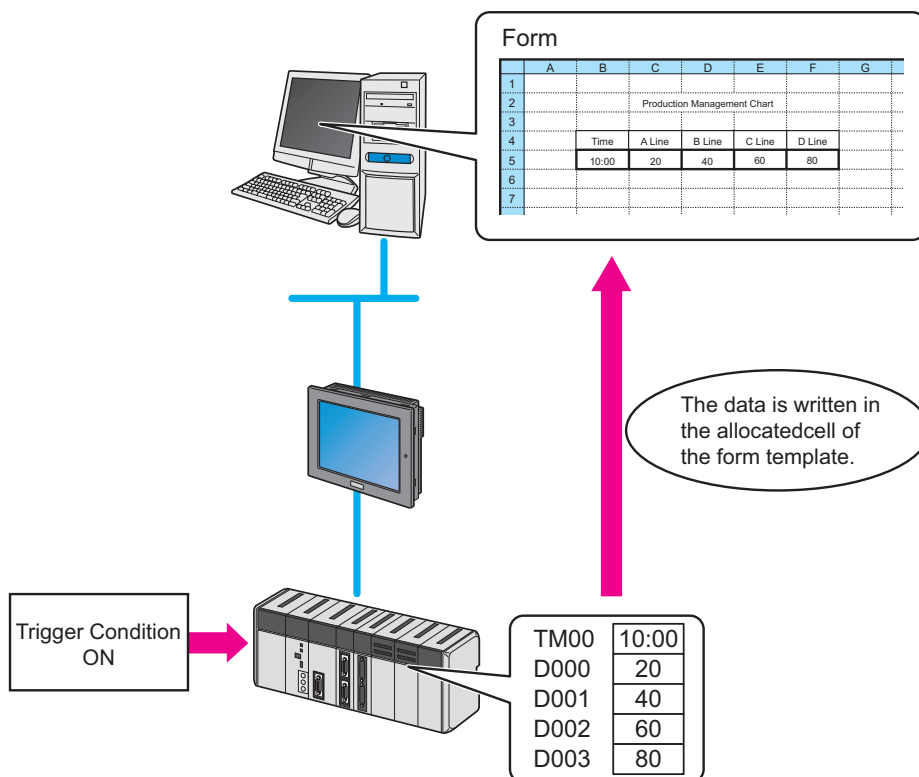 Form
A B C D E F G
1
2 Production Management Chart
3
4 Time A Line B Line C Line D Line
5 10:00 20 40 60 80
6
7
The data is written in
the allocatedcell of
the form template.
Trigger Condition
ON
TM00 10:00
D000 20
D001 40
D002 60
D003 80